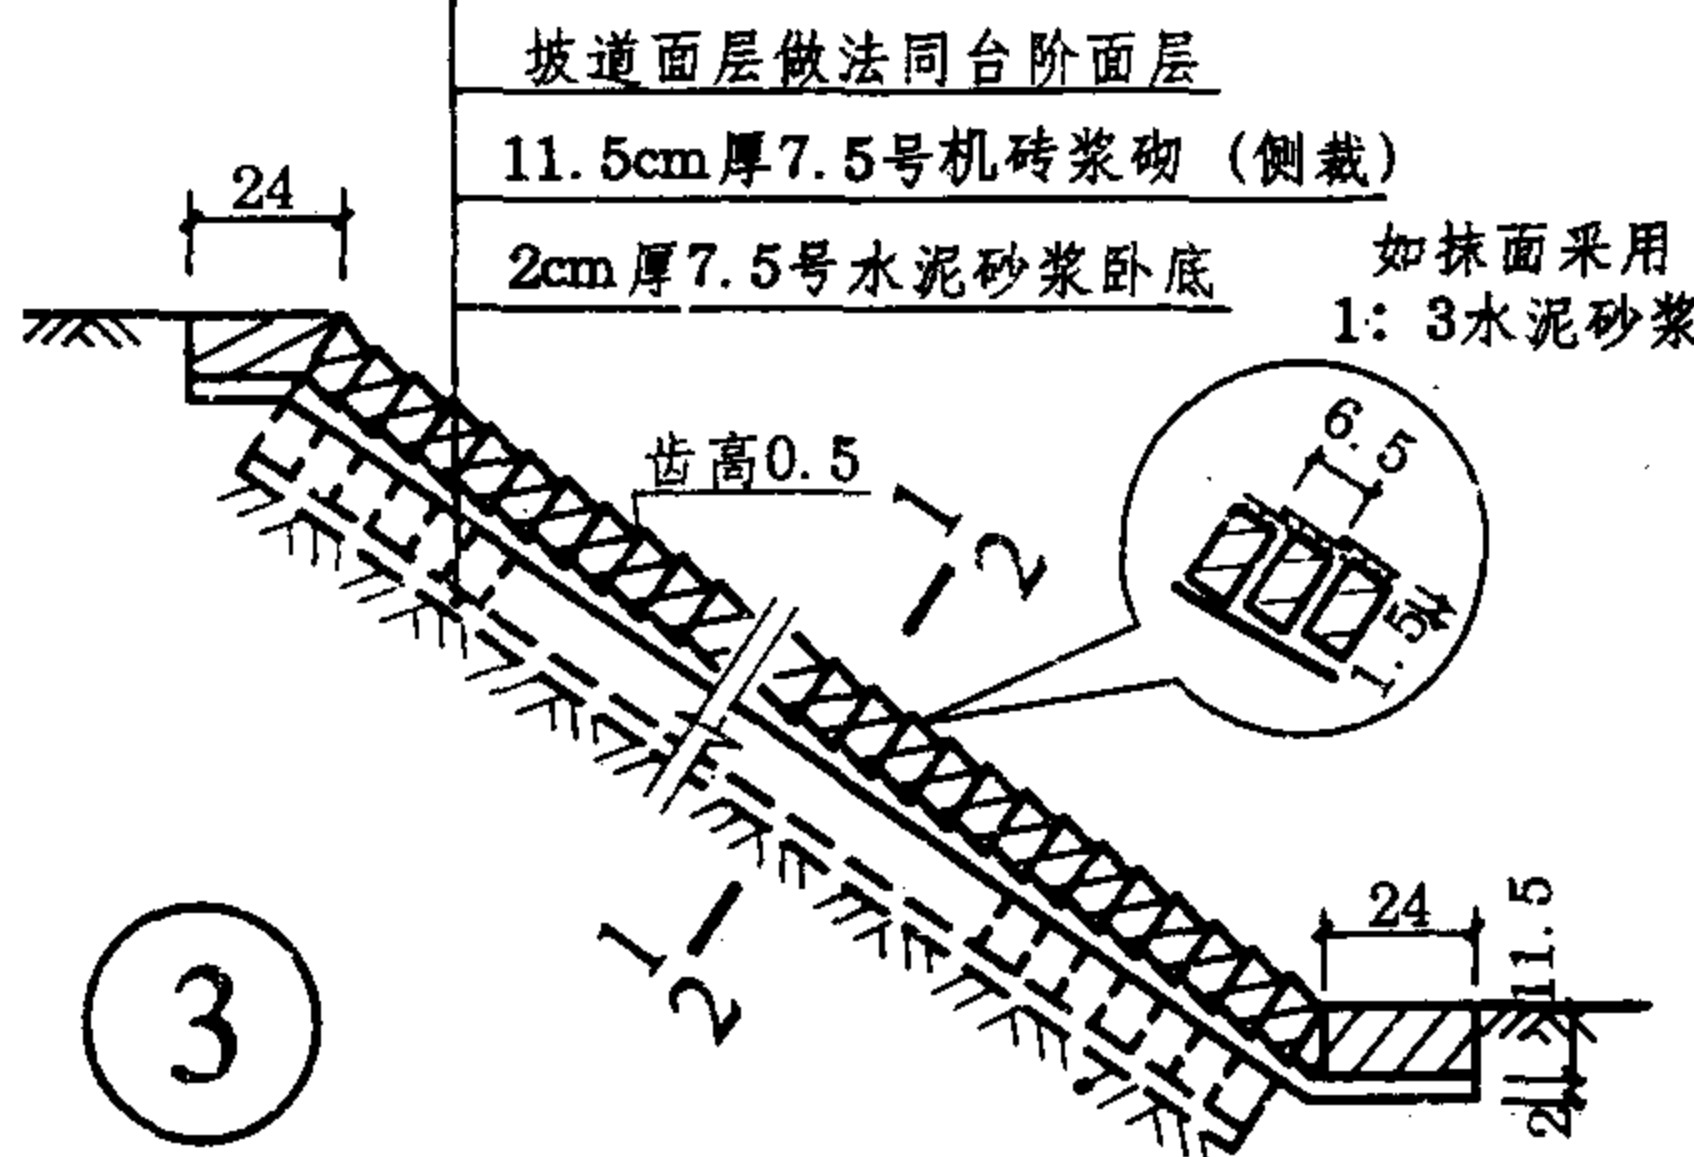 坡道面层做法同台阶面层
11.5cm厚7.5号机砖浆砌 (侧裁)
2cm厚7.5号水泥砂浆卧底
如抹面采用
1: 3水泥砂浆
24
齿高0.5
6.5
1.5
1
2
1
2
24
11.5
2
3